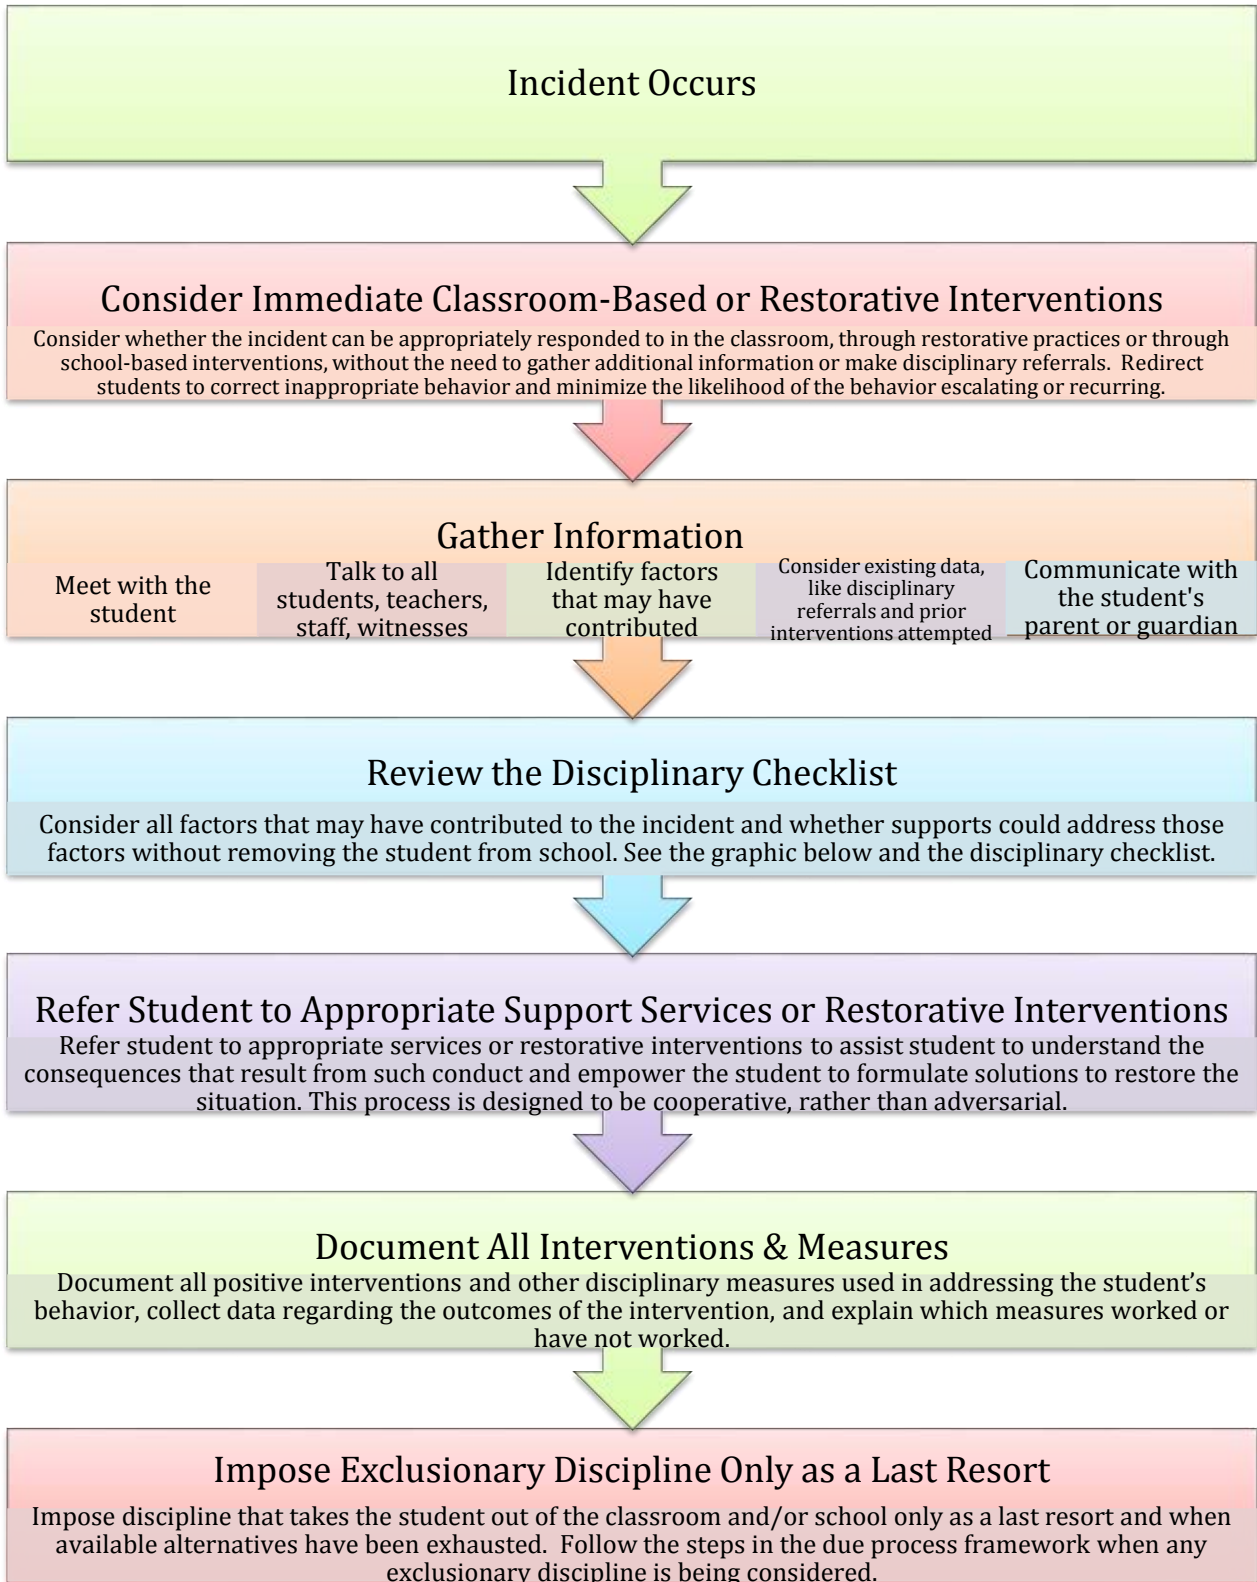 Incident Occurs
Consider Immediate Classroom-Based or Restorative Interventions
Consider whether the incident can be appropriately responded to in the classroom, through restorative practices or through
school-based interventions, without the need to gather additional information or make disciplinary referrals. Redirect
students to correct inappropriate behavior and minimize the likelihood of the behavior escalating or recurring.
Gather Information
Meet with the
student
Talk to all
students, teachers,
staff, witnesses
Identify factors
that may have
contributed
Consider existing data,
like disciplinary
referrals and prior
interventions attempted
Communicate with
the student's
parent or guardian
Review the Disciplinary Checklist
Consider all factors that may have contributed to the incident and whether supports could address those
factors without removing the student from school. See the graphic below and the disciplinary checklist.
Refer Student to Appropriate Support Services or Restorative Interventions
Refer student to appropriate services or restorative interventions to assist student to understand the
consequences that result from such conduct and empower the student to formulate solutions to restore the
situation. This process is designed to be cooperative, rather than adversarial.
Document All Interventions & Measures
Document all positive interventions and other disciplinary measures used in addressing the student’s
behavior, collect data regarding the outcomes of the intervention, and explain which measures worked or
have not worked.
Impose Exclusionary Discipline Only as a Last Resort
Impose discipline that takes the student out of the classroom and/or school only as a last resort and when
available alternatives have been exhausted. Follow the steps in the due process framework when any
exclusionary discipline is being considered.